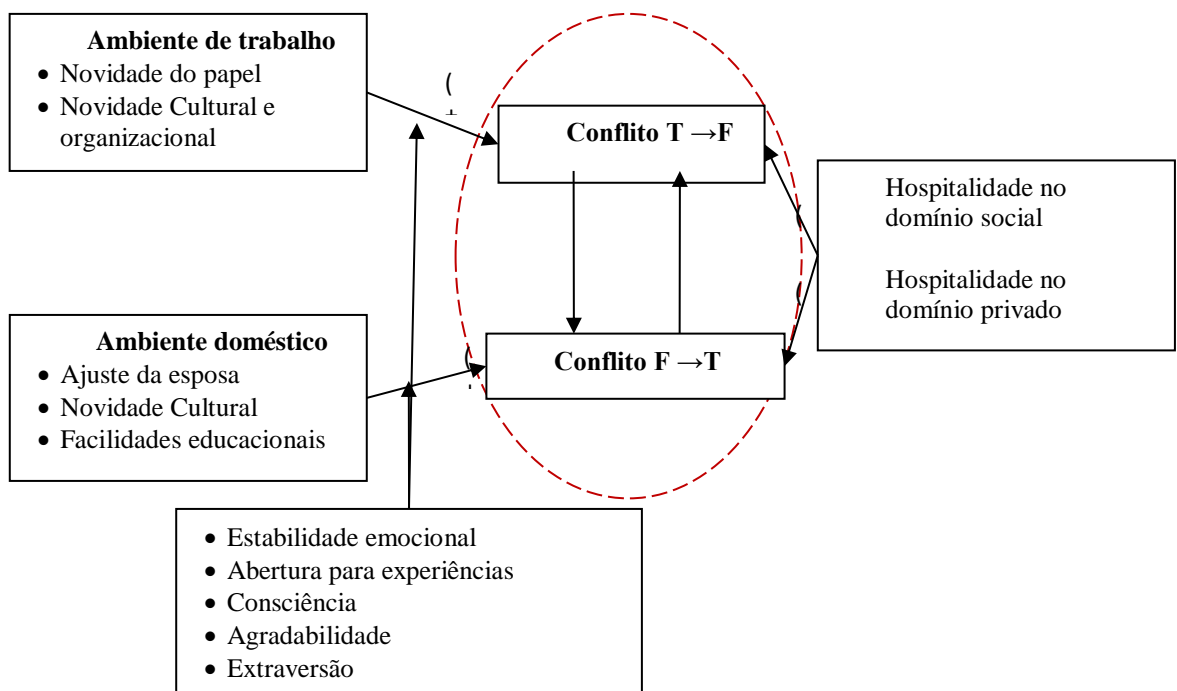 Ambiente de trabalho
• Novidade do papel
• Novidade Cultural e
organizacional
(
Conflito T →F
Hospitalidade no
domínio social
Hospitalidade no
domínio privado
(
(
Ambiente doméstico
• Ajuste da esposa
• Novidade Cultural
• Facilidades educacionais
(
Conflito F →T
• Estabilidade emocional
• Abertura para experiências
• Consciência
• Agradabilidade
• Extraversão